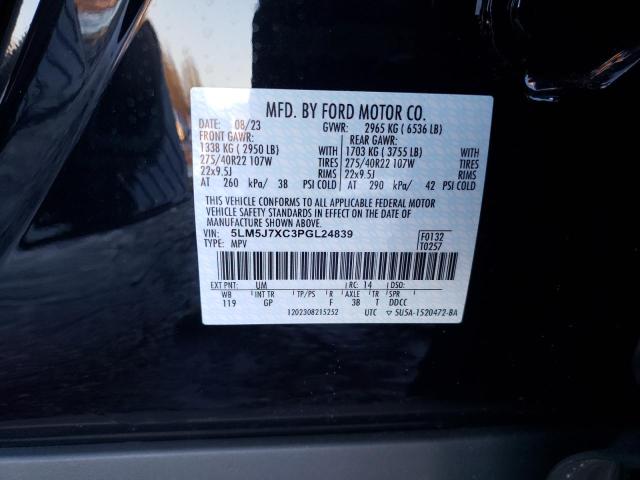 MFD. BY FORD MOTOR CO.
DATE: 08/23 GVWR: 2965 KG ( 6536 LB)
FRONT GAWR: REAR GAWR:
1338 KG ( 2950 LB) 1703 KG ( 3755 LB)
275/40R22 107W TIRES 275/40R22 107W TIRES
22x9.5J RIMS 22x9.5J RIMS
AT 260 kPa/ 38 PSI COLD AT 290 kPa/ 42 PSI COLD
THIS VEHICLE CONFORMS TO ALL APPLICABLE FEDERAL MOTOR
VEHICLE SAFETY STANDARDS IN EFFECT ON THE DATE OF
MANUFACTURE SHOWN ABOVE.
VIN: 5LM5J7XC3PGL24839 F0132
TYPE: MPV T0257
EXT PNT: UM RC: 14 DSO:
WB INT TR TP/PS R AXLE TR SPR
119 GP F 3B T DDCC
1202308215252 UTC ▽ 5U5A-1520472-BA